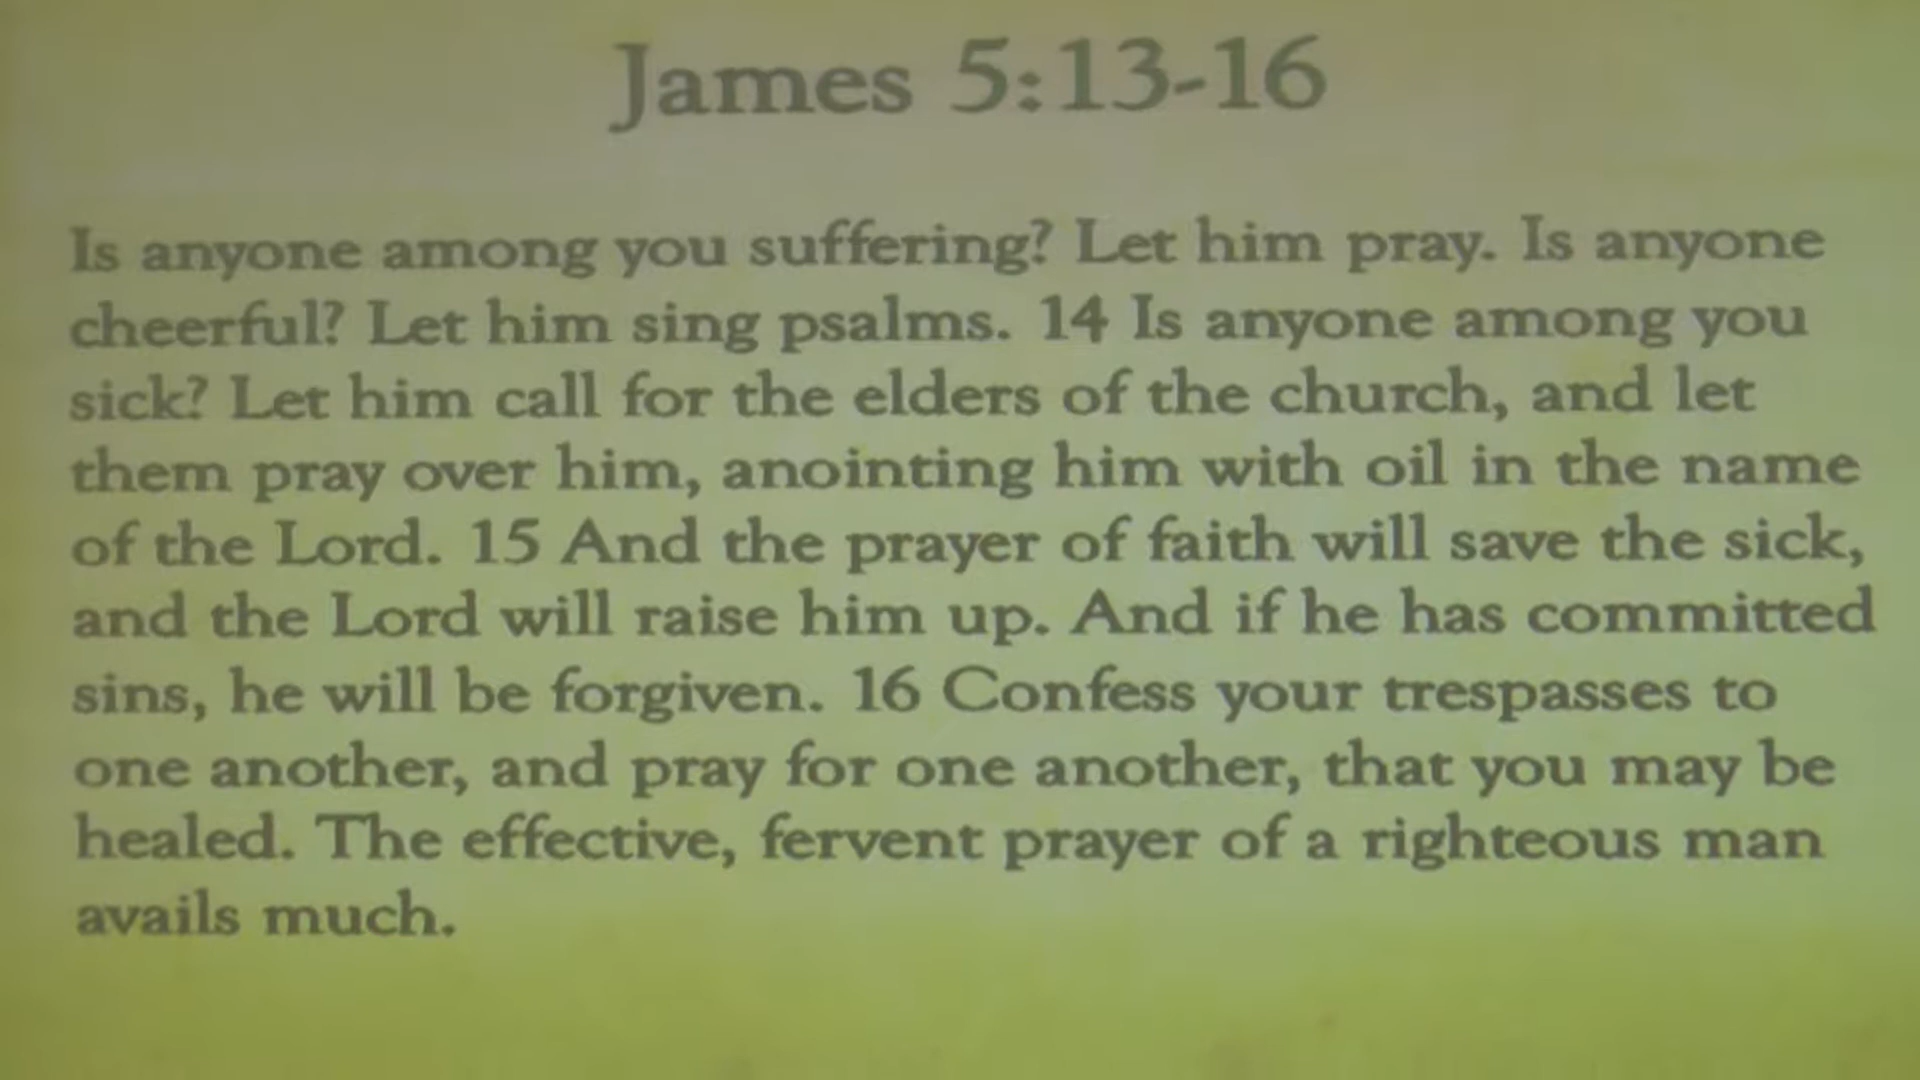 James 5:13-16
Is anyone among you suffering? Let him pray. Is anyone
cheerful? Let him sing psalms. 14 Is anyone among you
sick? Let him call for the elders of the church, and let
them pray over him, anointing him with oil in the name
of the Lord. 15 And the prayer of faith will save the sick,
and the Lord will raise him up. And if he has committed
sins, he will be forgiven. 16 Confess your trespasses to
one another, and pray for one another, that you may be
healed. The effective, fervent prayer of a righteous man
avails much.